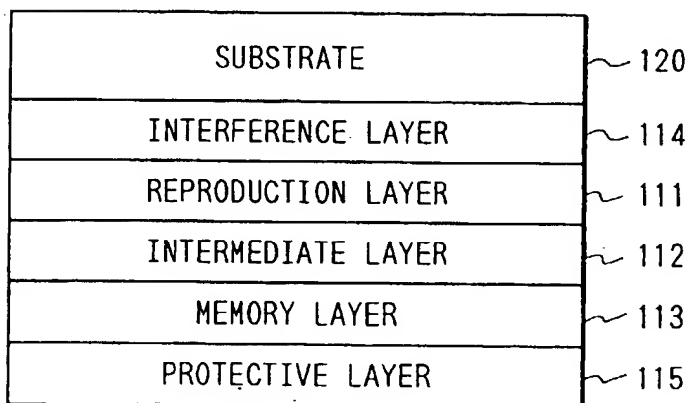 SUBSTRATE 120
INTERFERENCE LAYER 114
REPRODUCTION LAYER 111
INTERMEDIATE LAYER 112
MEMORY LAYER 113
PROTECTIVE LAYER 115